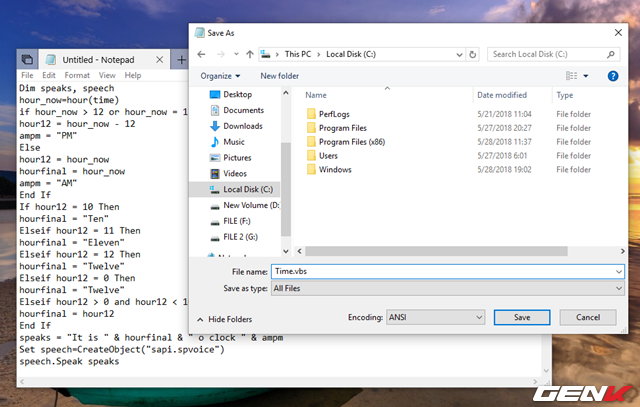 Untitled - Notepad
File Edit Format View Help
Dim speaks, speech
hour_now=hour(time)
if hour_now > 12 or hour_now = 1
hour12 = hour_now - 12
ampm = "PM"
Else
hour12 = hour_now
hourfinal = hour_now
ampm = "AM"
End If
If hour12 = 10 Then
hourfinal = "Ten"
Elseif hour12 = 11 Then
hourfinal = "Eleven"
Elseif hour12 = 12 Then
hourfinal = "Twelve"
Elseif hour12 = 0 Then
hourfinal = "Twelve"
Elseif hour12 > 0 and hour12 < 1
hourfinal = hour12
End If
speaks = "It is " & hourfinal & " o clock " & ampm
Set speech=CreateObject("sapi.spvoice")
speech.Speak speaks
Save As
This PC > Local Disk (C:)
Search Local Disk (C:)
Organize New folder
Desktop
Documents
Downloads
Music
Pictures
Videos
Local Disk (C:)
New Volume (D:
FILE (F:)
FILE 2 (G:)
Name Date modified Type
PerfLogs 5/21/2018 11:04 File folder
Program Files 5/27/2018 20:27 File folder
Program Files (x86) 5/28/2018 11:37 File folder
Users 5/27/2018 6:01 File folder
Windows 5/28/2018 19:02 File folder
File name: Time.vbs
Save as type: All Files
Hide Folders
Encoding: ANSI
Save Cancel
GENK